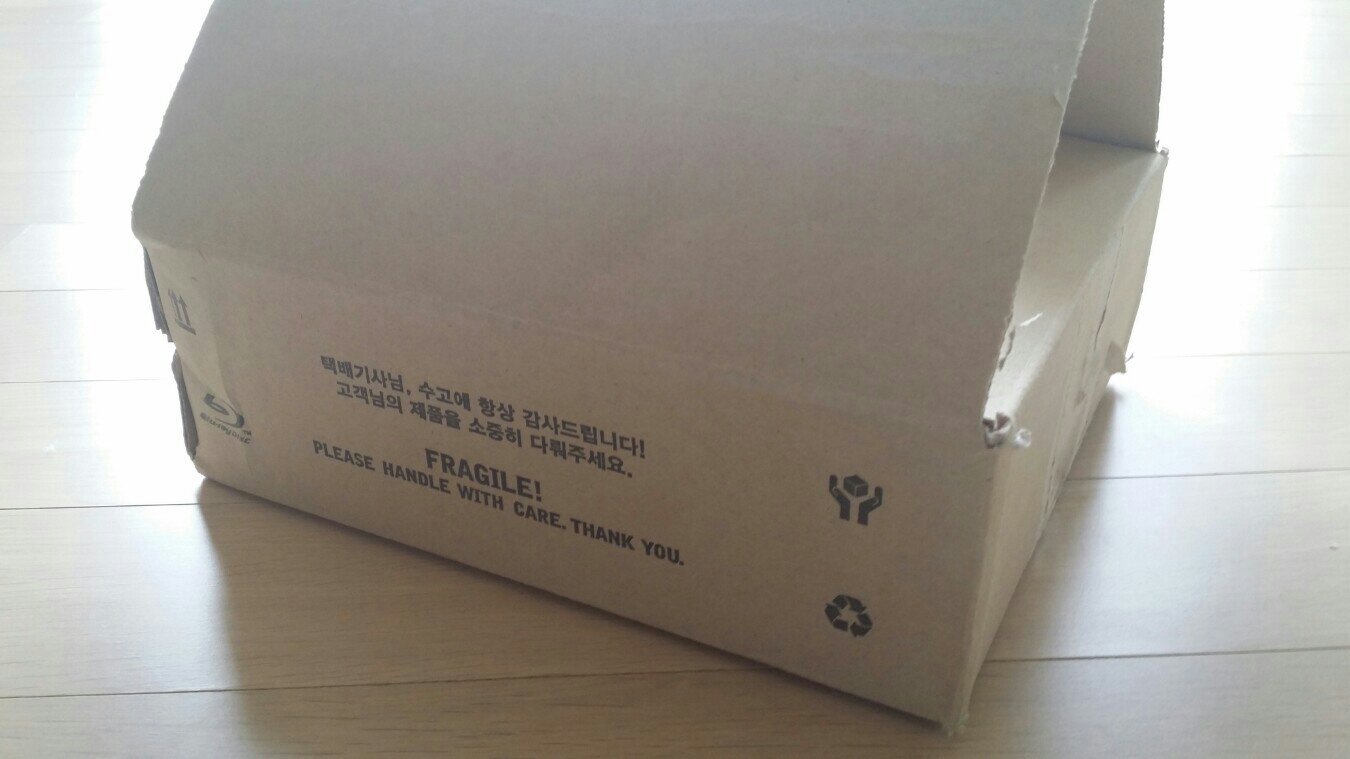 택배기사님, 수고에 항상 감사드립니다!
고객님의 제품을 소중히 다뤄주세요.
FRAGILE!
PLEASE HANDLE WITH CARE. THANK YOU.